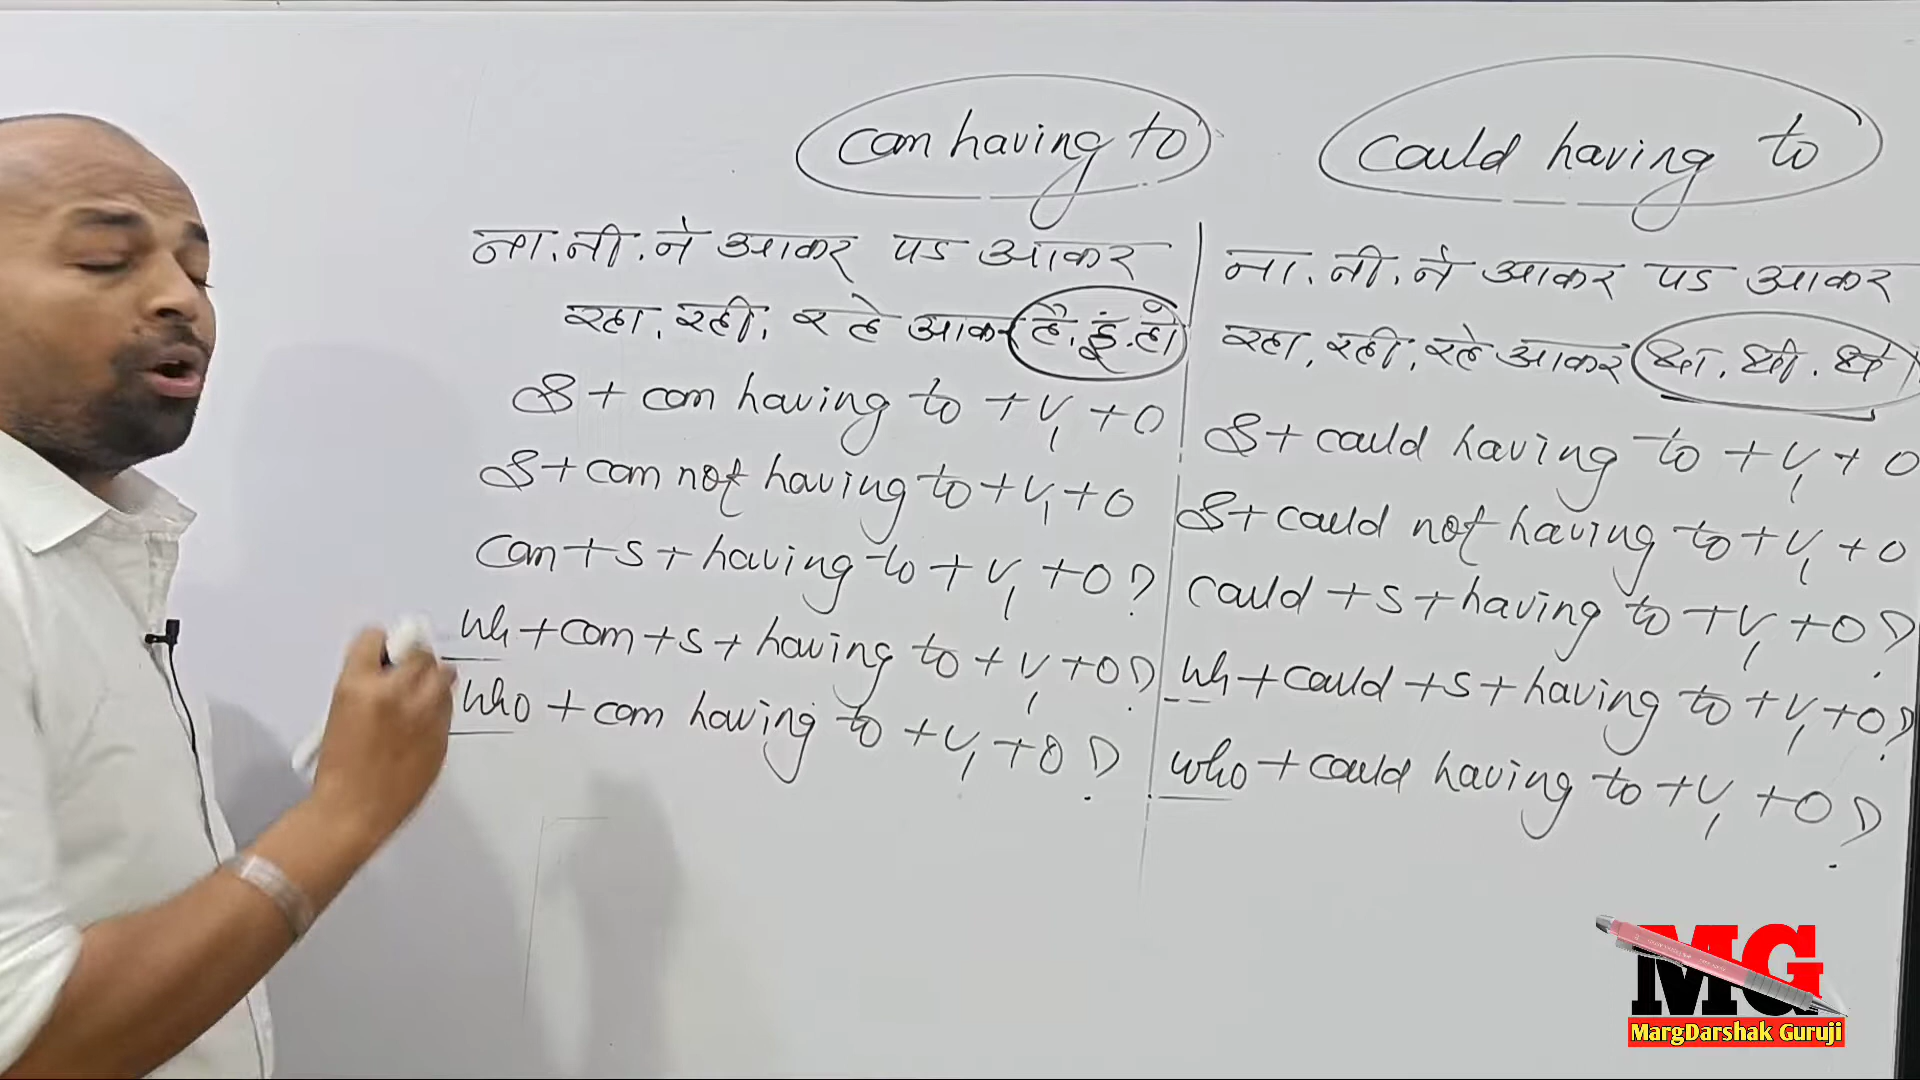 can having to
ना. नी. ने आकर पड आकर
रहा. रही. रहे आकर है. हूं. हो
S + can having to + V1 + O
S + can not having to + V1 + O
can + S + having to + V1 + O ?
wh + can + S + having to + V1 + O ?
who + can having to + V1 + O ?
could having to
ना. नी. ने आकर पड आकर
रहा. रही. रहे आकर था. थी. थे
S + could having to + V1 + O
S + could not having to + V1 + O
could + S + having to + V1 + O ?
wh + could + S + having to + V1 + O ?
who + could having to + V1 + O ?
MG
MargDarshak Guruji